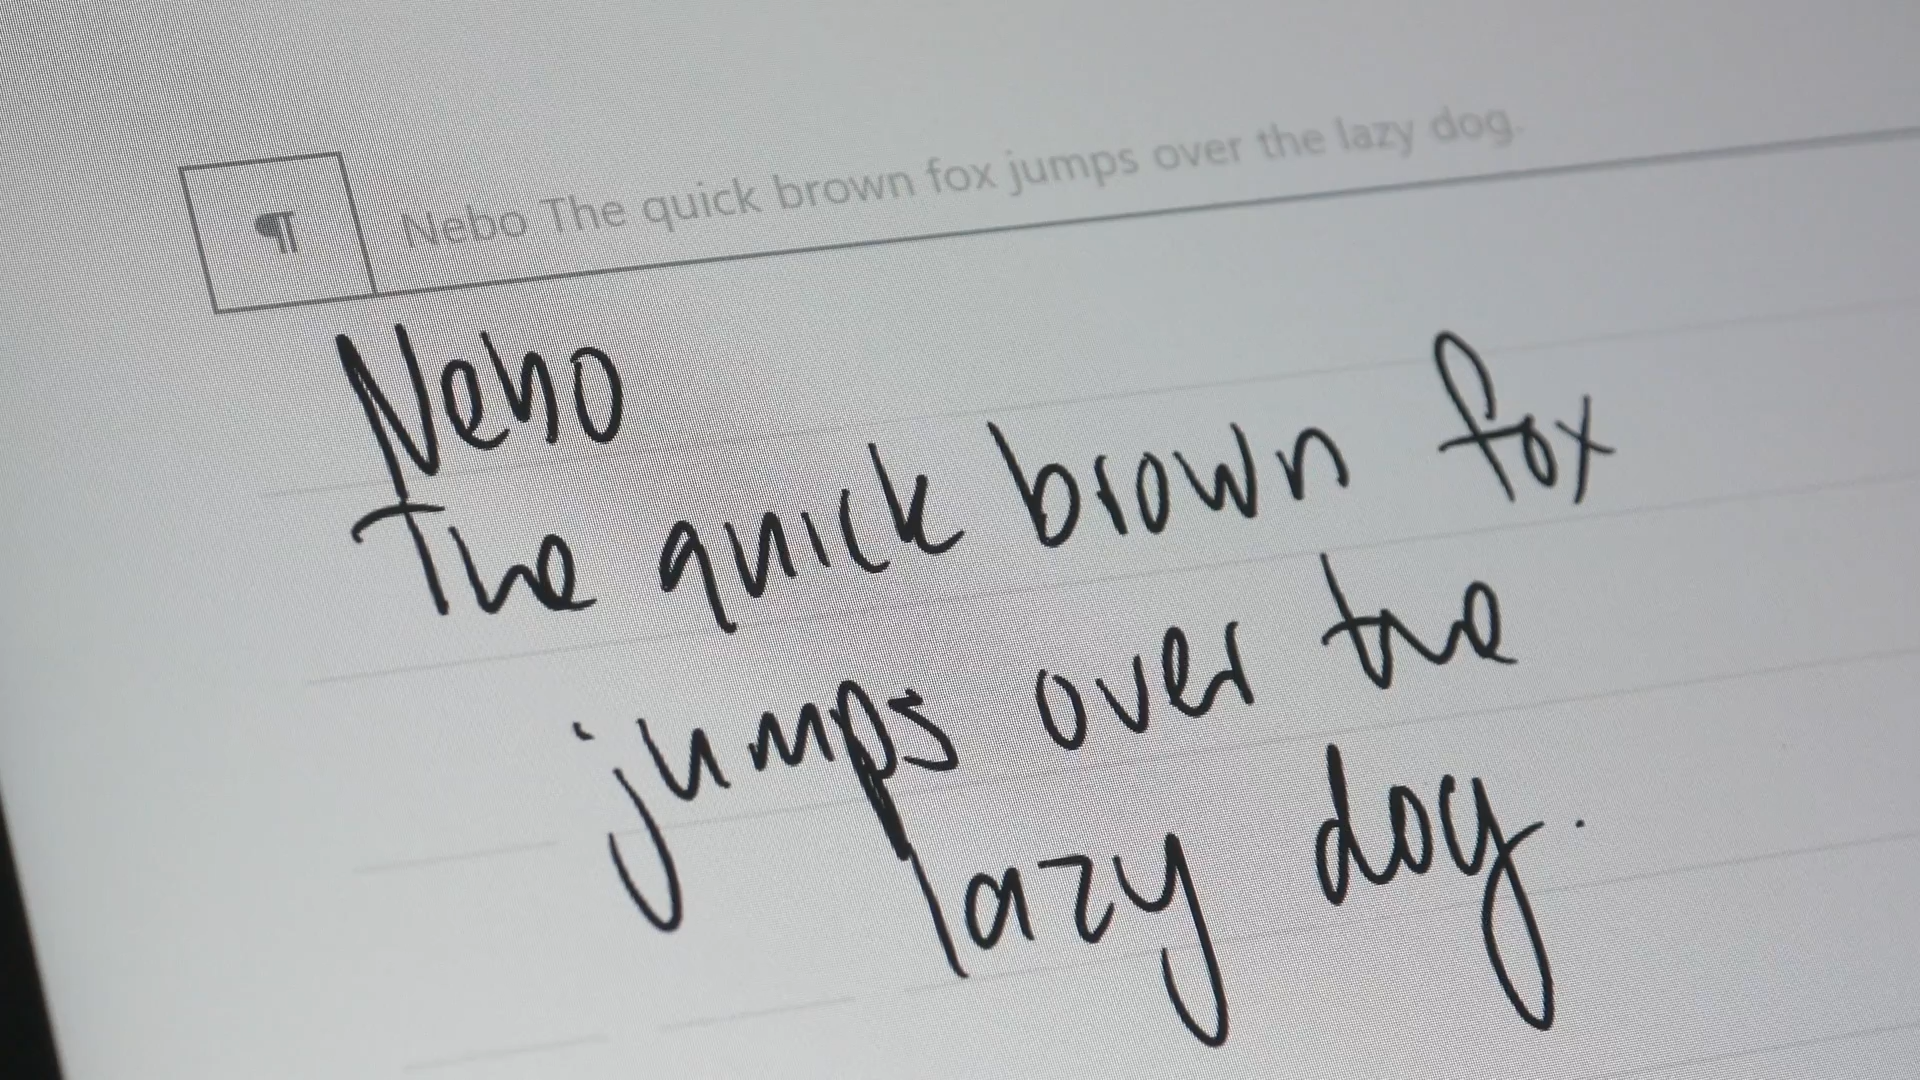 ¶ Nebo The quick brown fox jumps over the lazy dog.
Nebo
The quick brown fox
jumps over the
lazy dog.